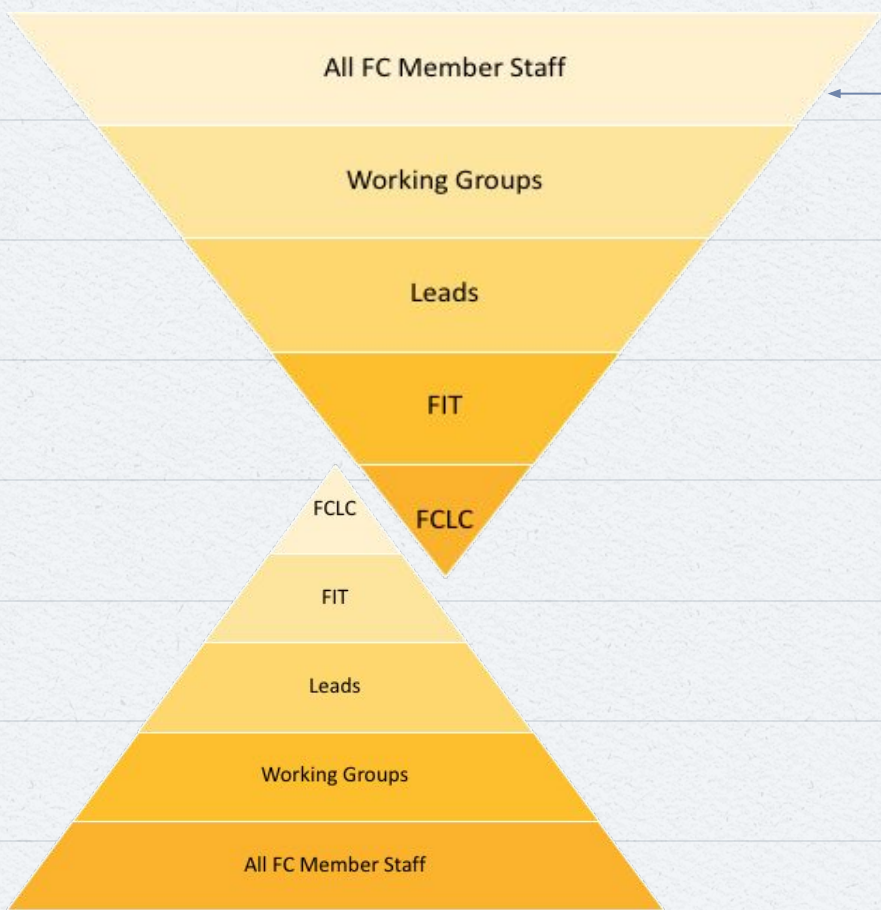 All FC Member Staff
Working Groups
Leads
FIT
FCLC
FCLC
FIT
Leads
Working Groups
All FC Member Staff